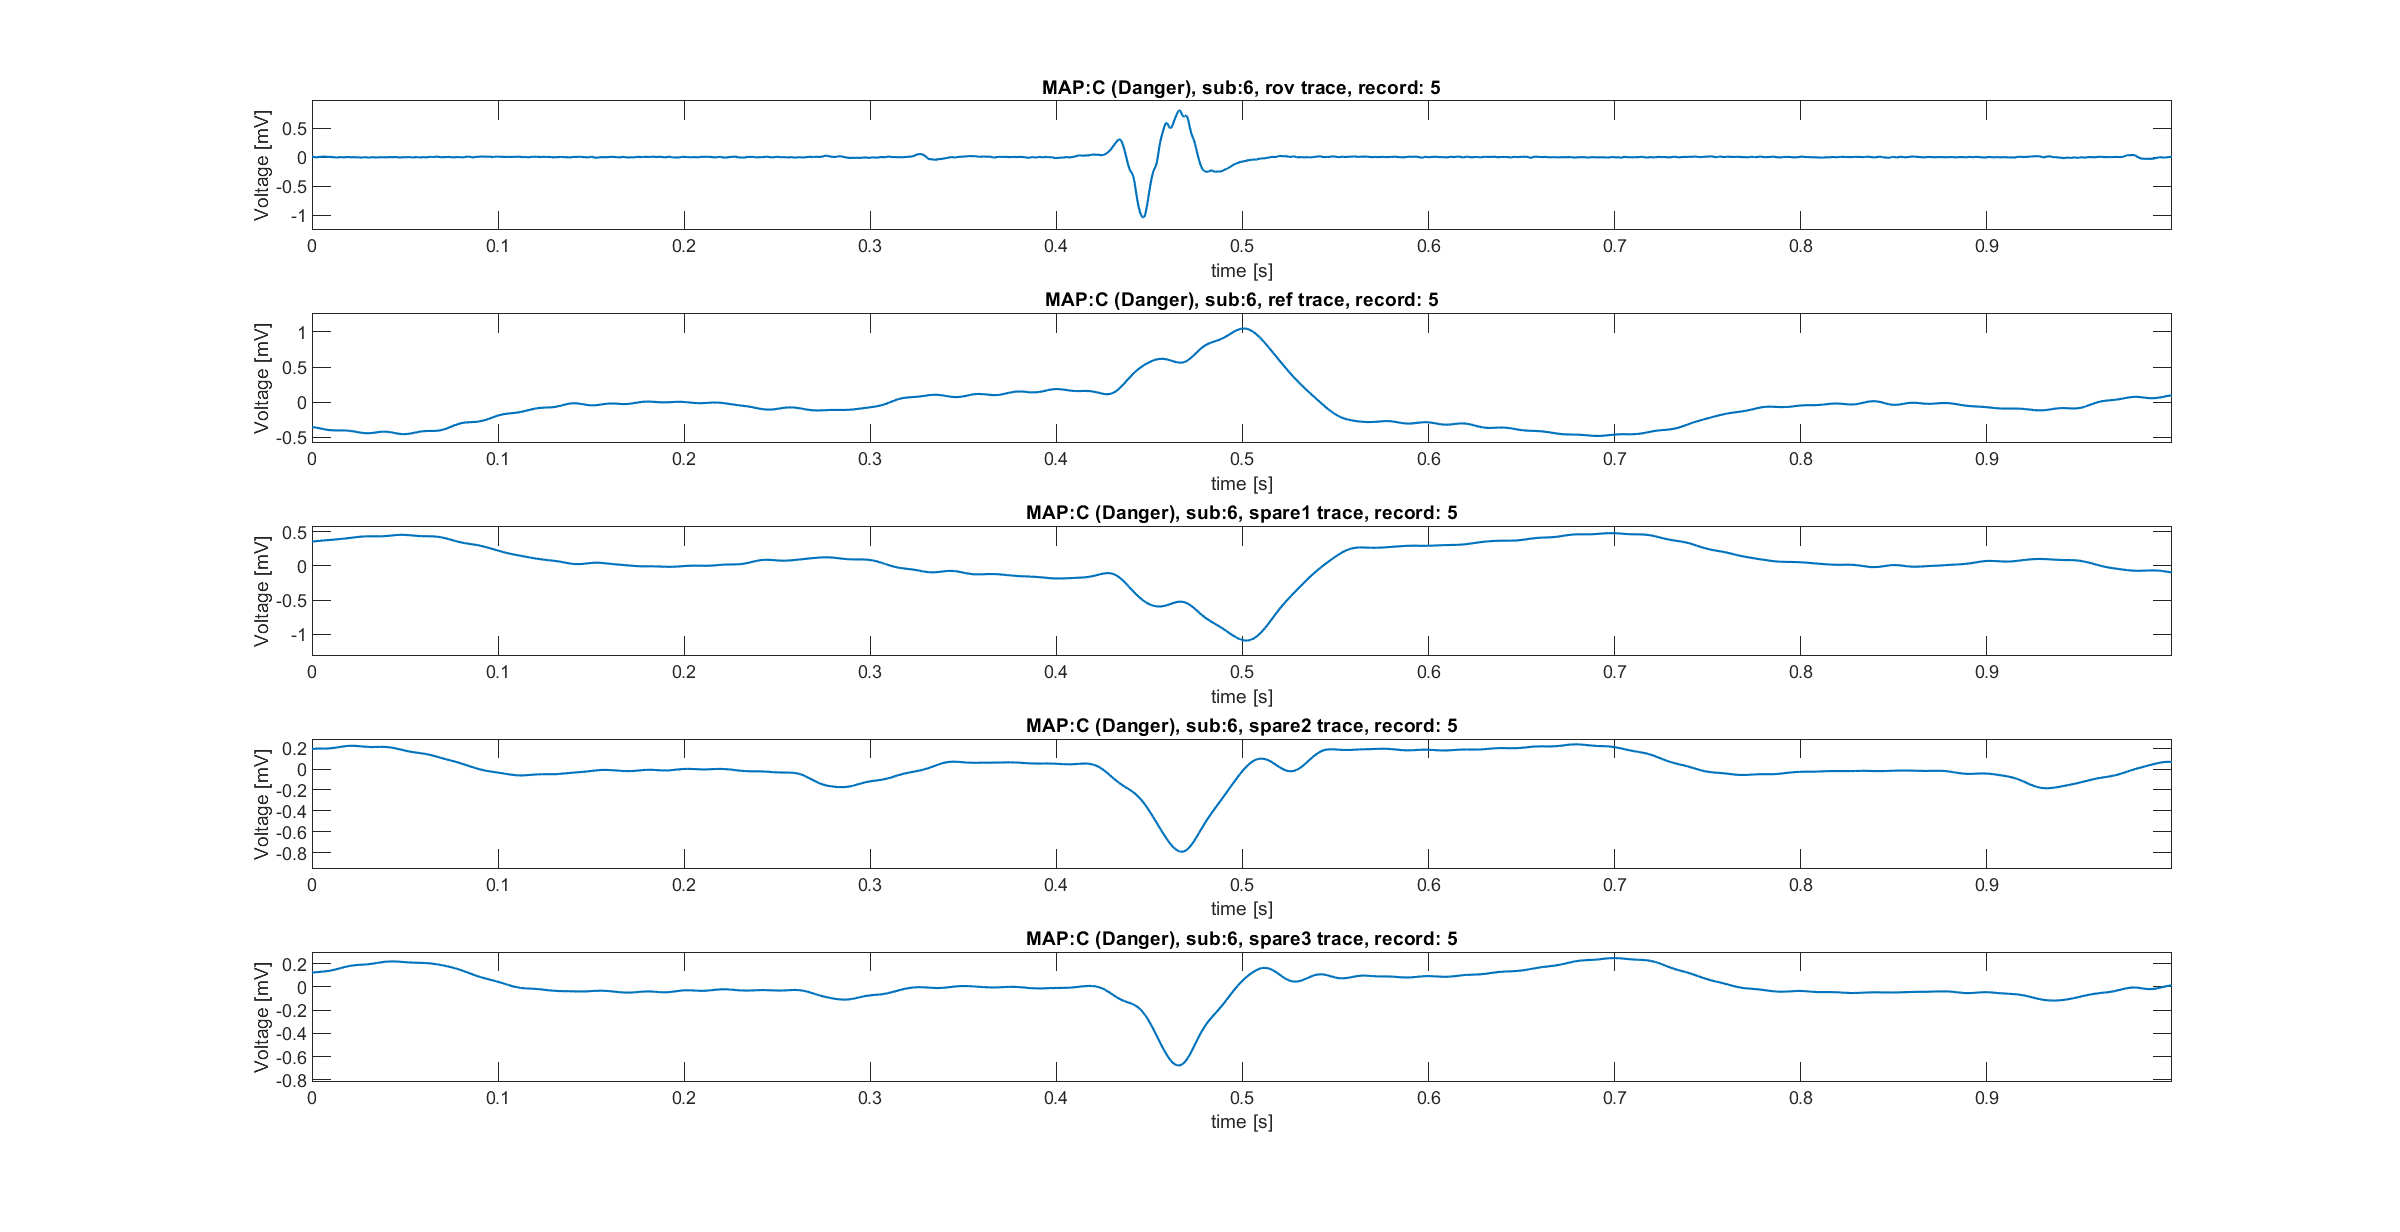 MAP:C (Danger), sub:6, rov trace, record: 5
Voltage [mV]
0.5
0
-0.5
-1
0 0.1 0.2 0.3 0.4 0.5 0.6 0.7 0.8 0.9
time [s]
MAP:C (Danger), sub:6, ref trace, record: 5
Voltage [mV]
1
0.5
0
-0.5
0 0.1 0.2 0.3 0.4 0.5 0.6 0.7 0.8 0.9
time [s]
MAP:C (Danger), sub:6, spare1 trace, record: 5
Voltage [mV]
0.5
0
-0.5
-1
0 0.1 0.2 0.3 0.4 0.5 0.6 0.7 0.8 0.9
time [s]
MAP:C (Danger), sub:6, spare2 trace, record: 5
Voltage [mV]
0.2
0
-0.2
-0.4
-0.6
-0.8
0 0.1 0.2 0.3 0.4 0.5 0.6 0.7 0.8 0.9
time [s]
MAP:C (Danger), sub:6, spare3 trace, record: 5
Voltage [mV]
0.2
0
-0.2
-0.4
-0.6
-0.8
0 0.1 0.2 0.3 0.4 0.5 0.6 0.7 0.8 0.9
time [s]